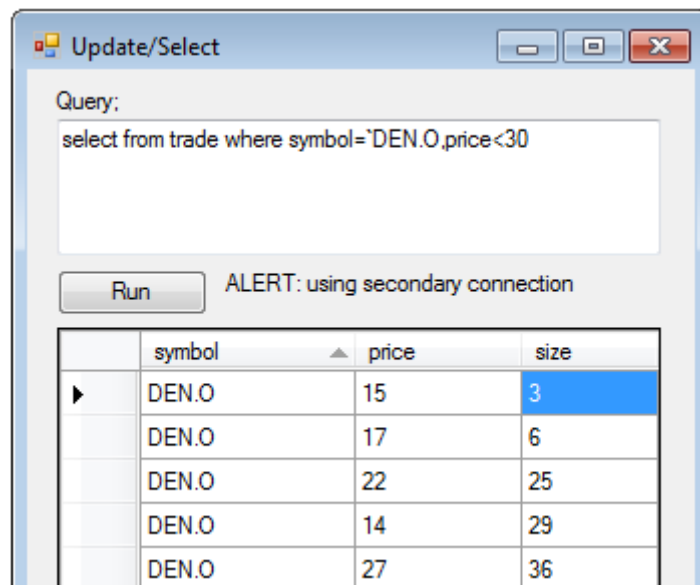 Update/Select
Query;
select from trade where symbol=`DEN.O,price<30
Run ALERT: using secondary connection
symbol price size
DEN.O 15 3
DEN.O 17 6
DEN.O 22 25
DEN.O 14 29
DEN.O 27 36